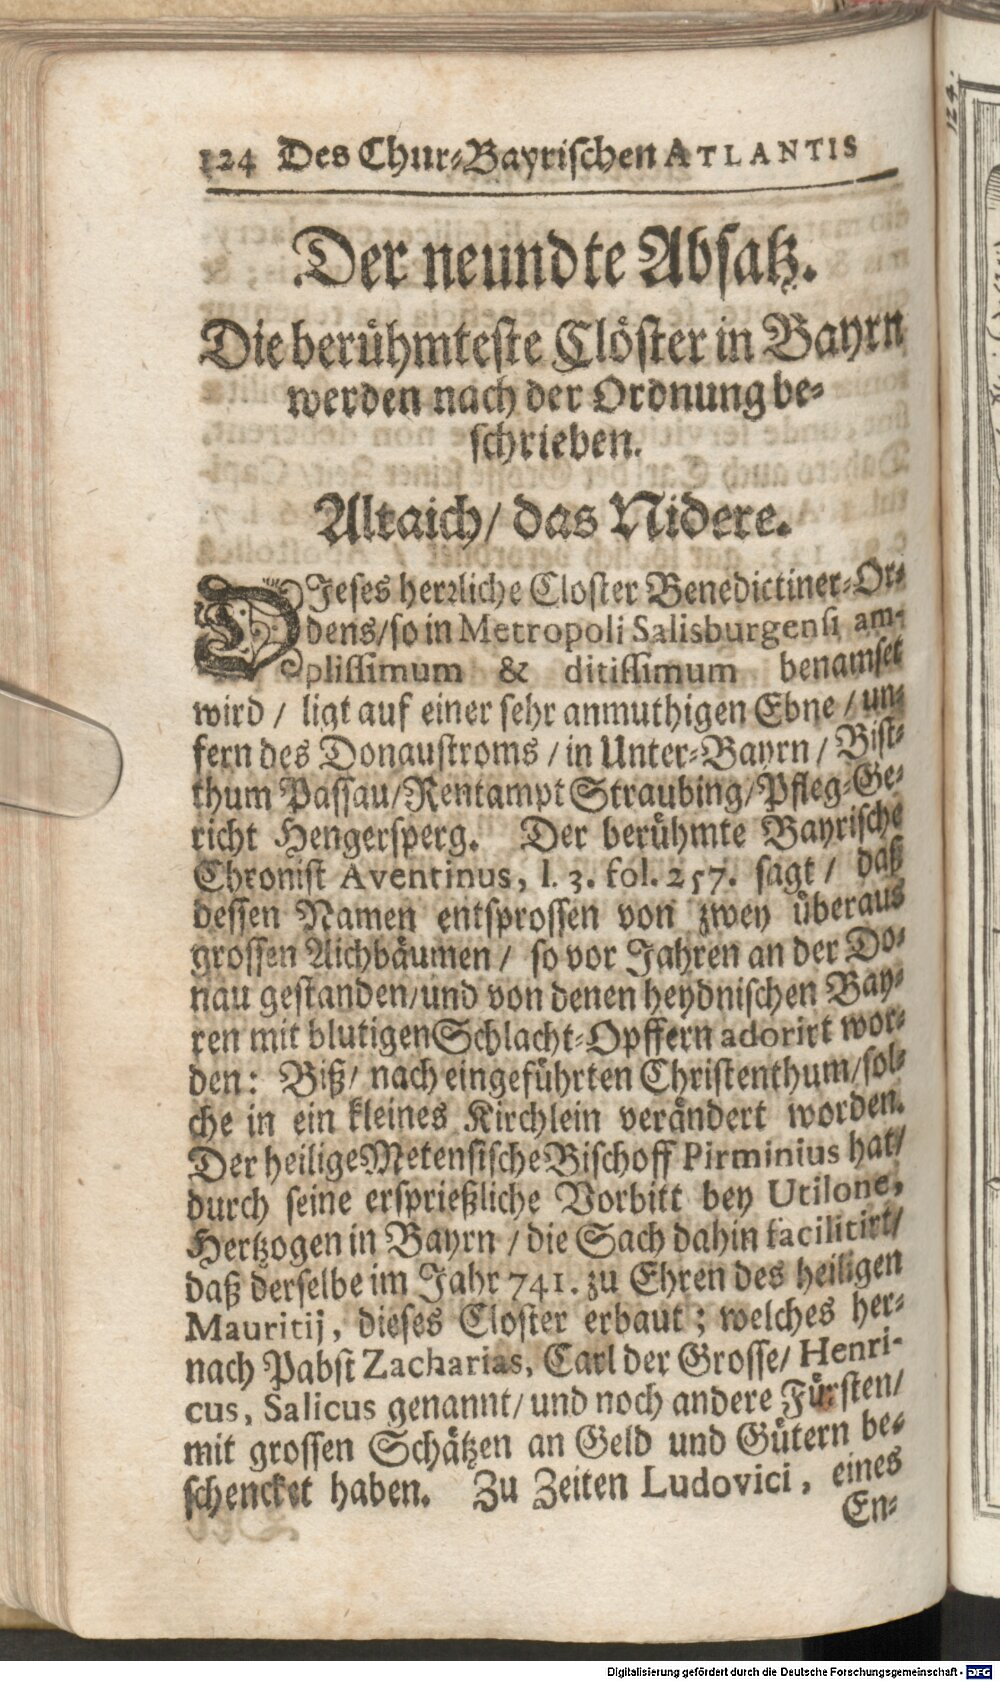 124 Des Chur-Bayrischen ATLANTIS
Der neundte Absatz.
Die berühmteste Clöster in Bayrn
werden nach der Ordnung be-
schrieben.
Altaich / das Nidere.
DIeses herzliche Closter Benedictiner-Or-
dens / so in Metropoli Salisburgensi am-
plissimum & ditissimum benamset
wird / ligt auf einer sehr anmuthigen Ebne / un-
fern des Donaustroms / in Unter-Bayrn / Bist-
thum Passau / Rentampt Straubing / Pfleg-Ge-
richt Hengersperg. Der berühmte Bayrische
Chronist Aventinus, l. 3. fol. 257. sagt / daß
dessen Namen entsprossen von zwey überaus
grossen Aichbäumen / so vor Jahren an der Do-
nau gestanden / und von denen heydnischen Bay-
ren mit blutigen Schlacht-Opffern adorirt wor-
den: Biß / nach eingeführten Christenthum / sol-
che in ein kleines Kirchlein verändert worden.
Der heilige Metensische Bischoff Pirminius hat /
durch seine ersprießliche Vorbitt bey Utilone,
Hertzogen in Bayrn / die Sach dahin facilitirt /
daß derselbe im Jahr 741. zu Ehren des heiligen
Mauritij, dieses Closter erbaut; welches her-
nach Pabst Zacharias, Carl der Grosse / Henri-
cus, Salicus genannt / und noch andere Fürsten /
mit grossen Schätzen an Geld und Gütern be-
schencket haben. Zu Zeiten Ludovici, eines
En-
124.
Digitalisierung gefördert durch die Deutsche Forschungsgemeinschaft - DFG